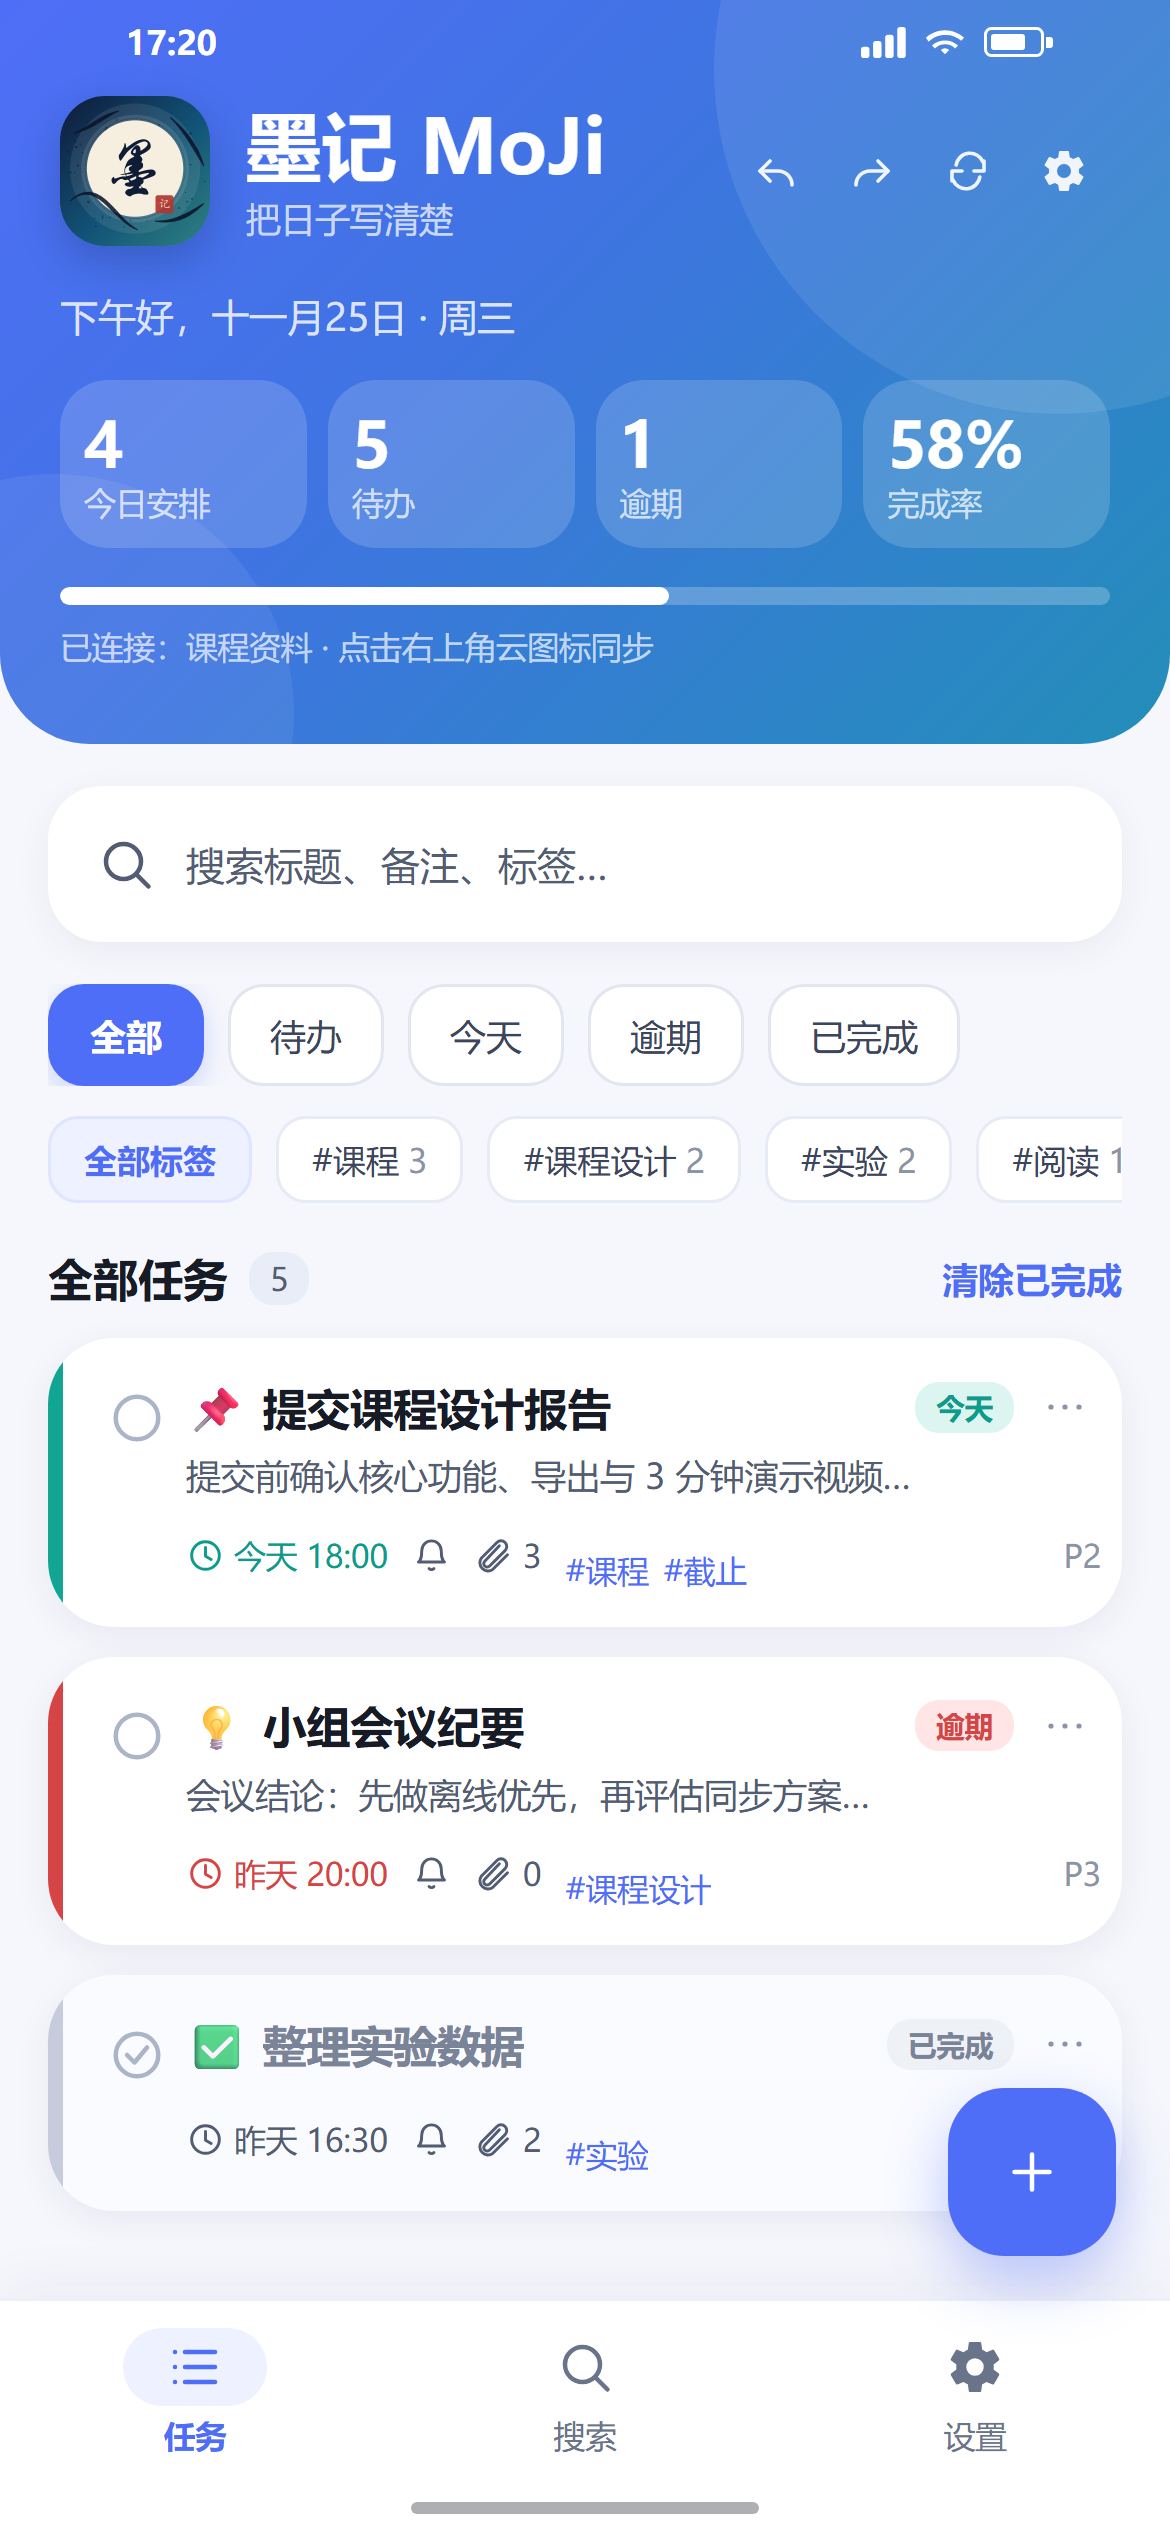 17:20
墨
记
墨记 MoJi
把日子写清楚
下午好，十一月25日 · 周三
4
今日安排
5
待办
1
逾期
58%
完成率
已连接：课程资料 · 点击右上角云图标同步
搜索标题、备注、标签...
全部 待办 今天 逾期 已完成
全部标签 #课程 3 #课程设计 2 #实验 2 #阅读 1
全部任务 5 清除已完成
提交课程设计报告 今天 ...
提交前确认核心功能、导出与 3 分钟演示视频...
今天 18:00 3 #课程 #截止 P2
小组会议纪要 逾期 ...
会议结论：先做离线优先，再评估同步方案...
昨天 20:00 0 #课程设计 P3
整理实验数据 已完成 ...
昨天 16:30 2 #实验
任务 搜索 设置